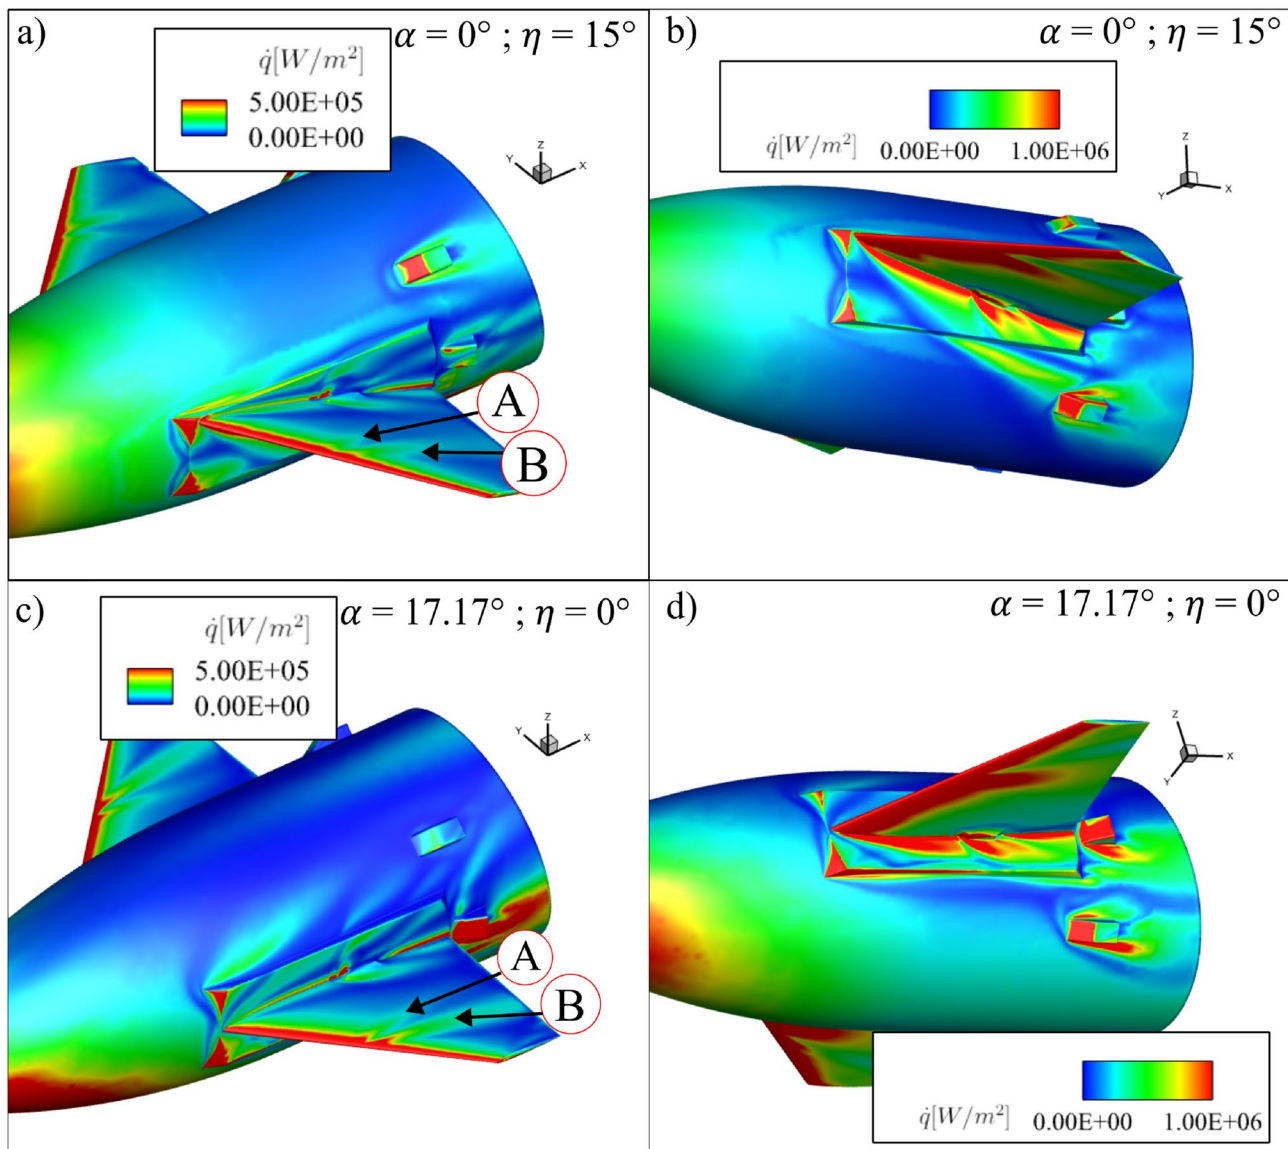 a)
α = 0° ; η = 15°
q̇[W/m²]
5.00E+05
0.00E+00
Z
Y
X
A
B
b)
α = 0° ; η = 15°
q̇[W/m²] 0.00E+00 1.00E+06
Z
Y
X
c)
α = 17.17° ; η = 0°
q̇[W/m²]
5.00E+05
0.00E+00
Z
Y
X
A
B
d)
α = 17.17° ; η = 0°
Z
X
Y
q̇[W/m²] 0.00E+00 1.00E+06